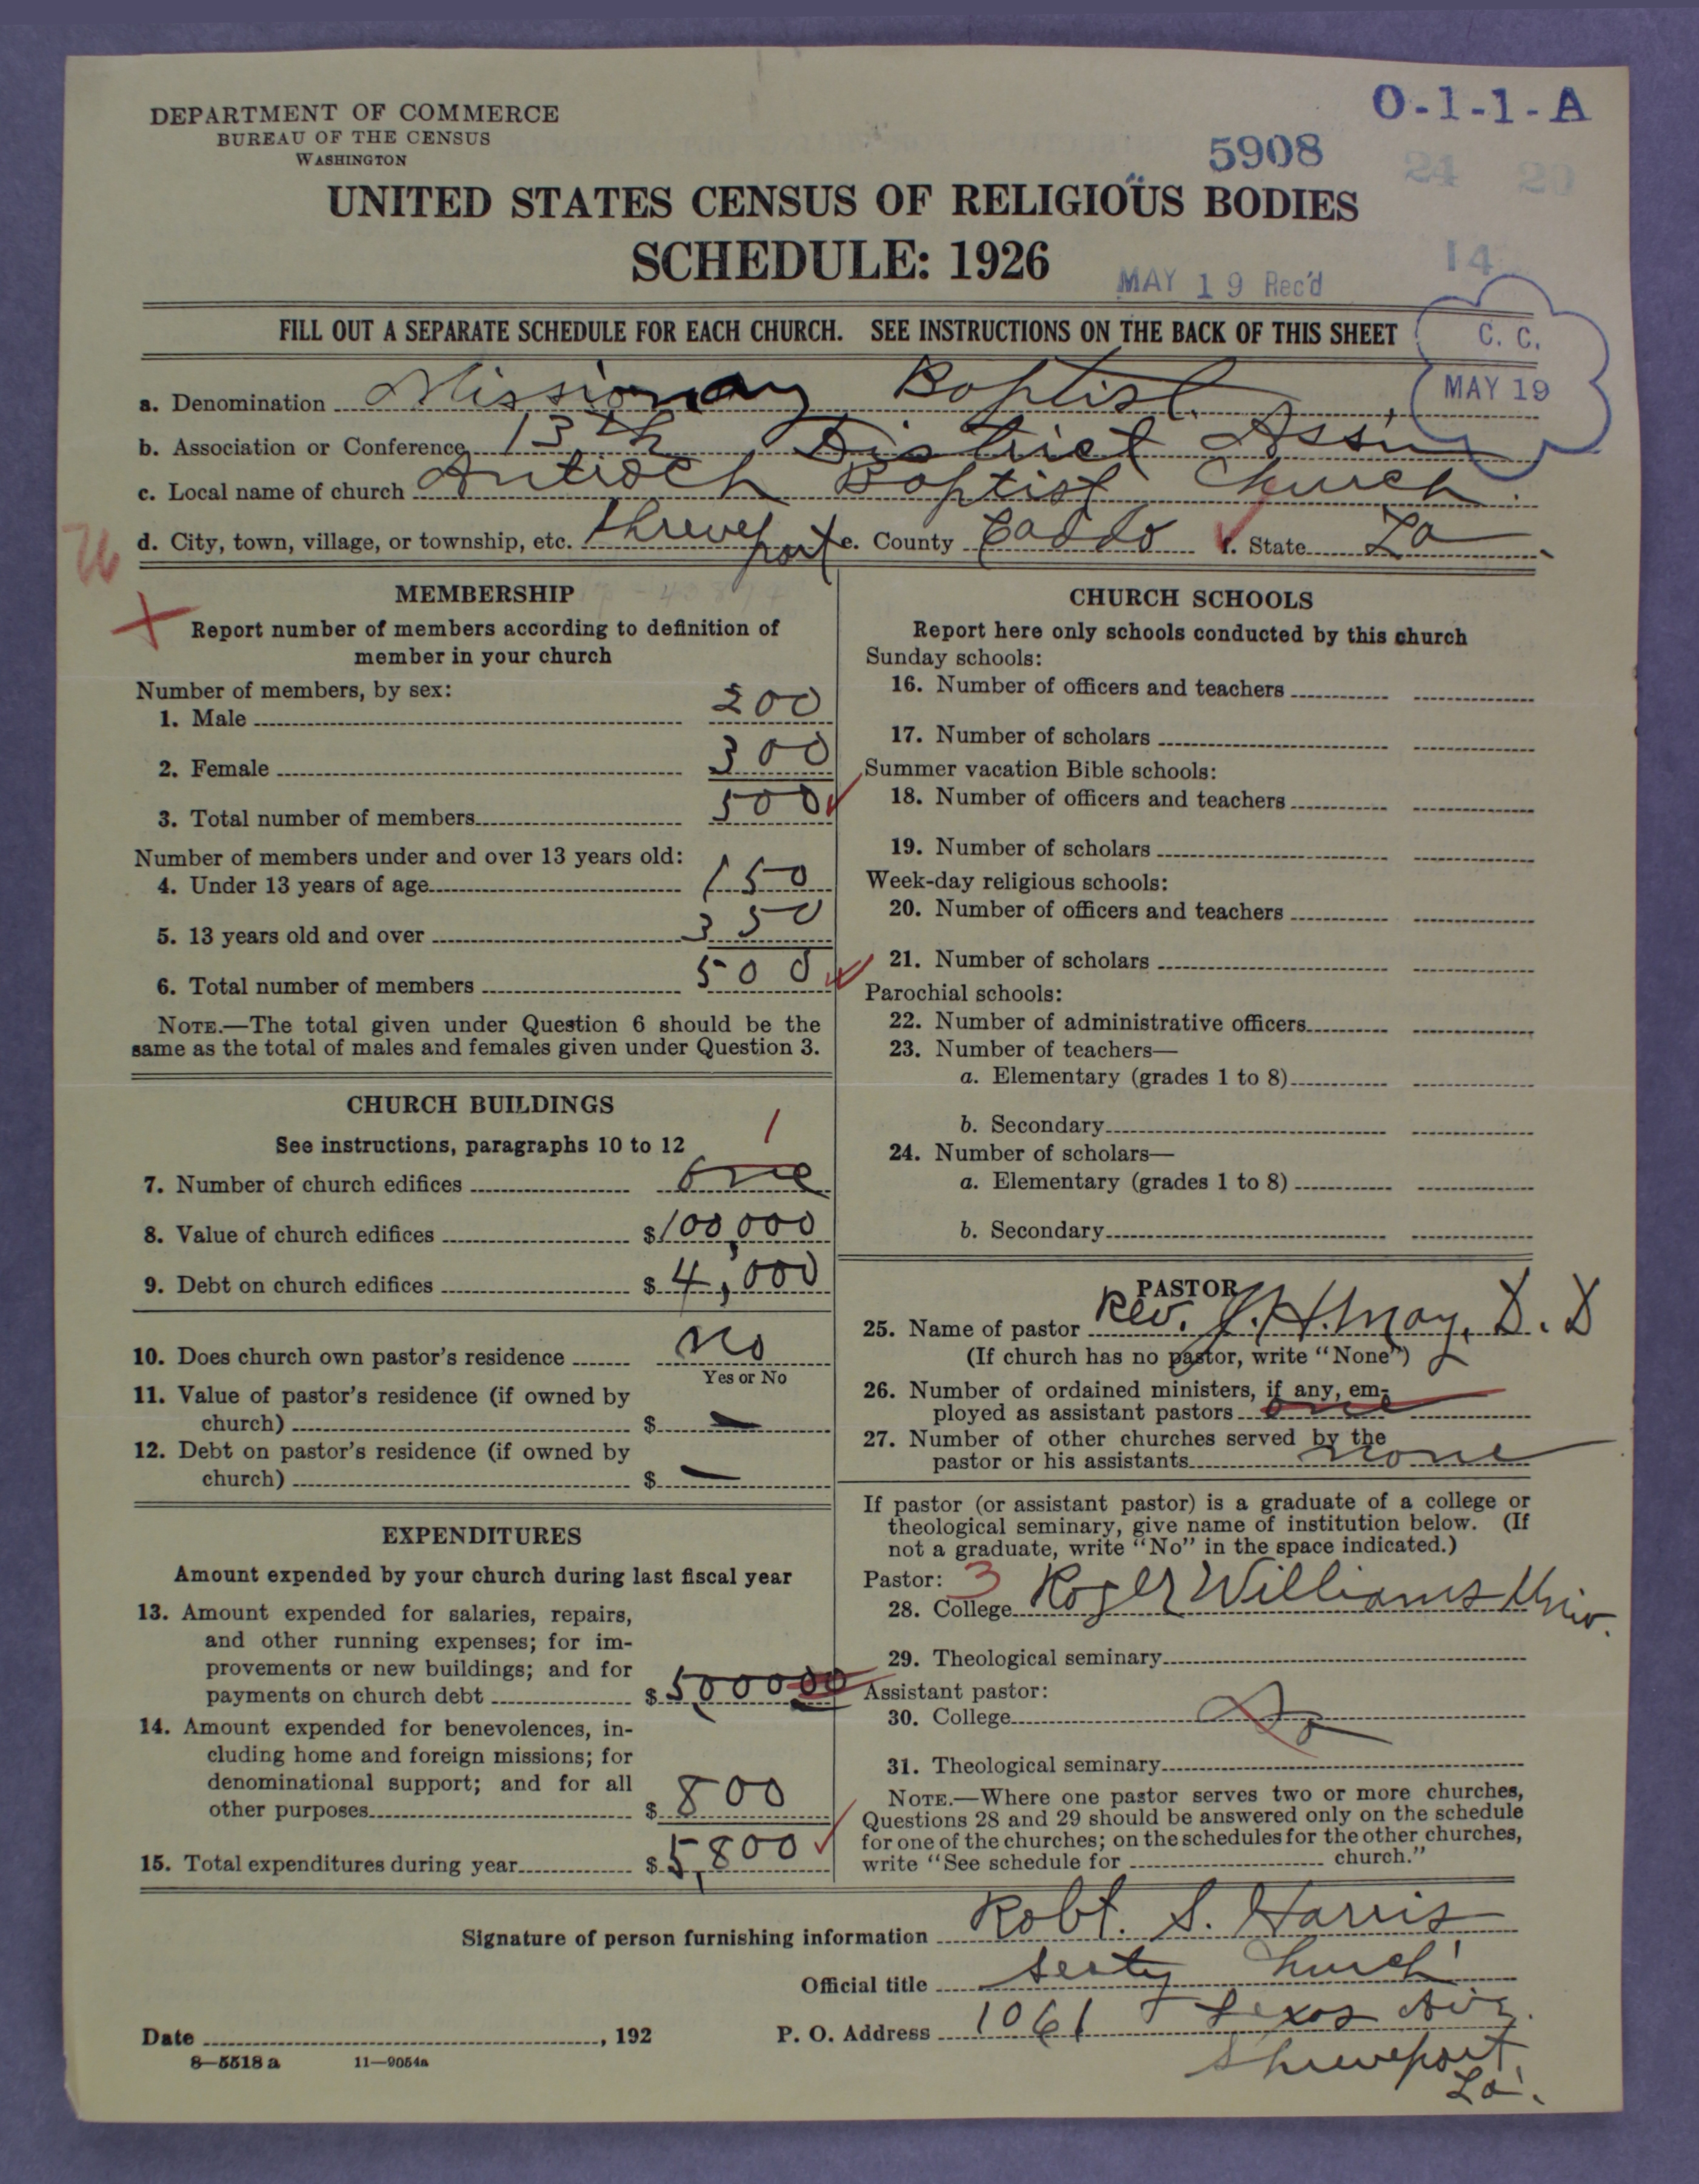 O-1-1-A
DEPARTMENT OF COMMERCE
BUREAU OF THE CENSUS
WASHINGTON
5908
24 20
UNITED STATES CENSUS OF RELIGIOUS BODIES
SCHEDULE: 1926
14
MAY 19 Rec'd
FILL OUT A SEPARATE SCHEDULE FOR EACH CHURCH. SEE INSTRUCTIONS ON THE BACK OF THIS SHEET
C. C.
MAY 19
a. Denomination Missionary Baptist
b. Association or Conference 13th District Ass'n
c. Local name of church Antioch Baptist Church.
d. City, town, village, or township, etc. Shreveport e. County Caddo f. State La
MEMBERSHIP
Report number of members according to definition of
member in your church
Number of members, by sex:
1. Male 200
2. Female 300
3. Total number of members 500
Number of members under and over 13 years old:
4. Under 13 years of age 150
5. 13 years old and over 350
6. Total number of members 500
NOTE.—The total given under Question 6 should be the
same as the total of males and females given under Question 3.
CHURCH BUILDINGS
See instructions, paragraphs 10 to 12
1
7. Number of church edifices One
8. Value of church edifices $100,000
9. Debt on church edifices $4,000
10. Does church own pastor's residence No
Yes or No
11. Value of pastor's residence (if owned by
church) $ —
12. Debt on pastor's residence (if owned by
church) $ —
EXPENDITURES
Amount expended by your church during last fiscal year
13. Amount expended for salaries, repairs,
and other running expenses; for im-
provements or new buildings; and for
payments on church debt $5,00000
14. Amount expended for benevolences, in-
cluding home and foreign missions; for
denominational support; and for all
other purposes $800
15. Total expenditures during year $5,800
CHURCH SCHOOLS
Report here only schools conducted by this church
Sunday schools:
16. Number of officers and teachers
17. Number of scholars
Summer vacation Bible schools:
18. Number of officers and teachers
19. Number of scholars
Week-day religious schools:
20. Number of officers and teachers
21. Number of scholars
Parochial schools:
22. Number of administrative officers
23. Number of teachers—
a. Elementary (grades 1 to 8)
b. Secondary
24. Number of scholars—
a. Elementary (grades 1 to 8)
b. Secondary
PASTOR
25. Name of pastor Rev. J. H. May, D. D
(If church has no pastor, write "None")
26. Number of ordained ministers, if any, em-
ployed as assistant pastors one
27. Number of other churches served by the
pastor or his assistants none
If pastor (or assistant pastor) is a graduate of a college or
theological seminary, give name of institution below. (If
not a graduate, write "No" in the space indicated.)
Pastor: 3
28. College Roger Williams Univ.
29. Theological seminary
Assistant pastor:
30. College
31. Theological seminary
NOTE.—Where one pastor serves two or more churches,
Questions 28 and 29 should be answered only on the schedule
for one of the churches; on the schedules for the other churches,
write "See schedule for church."
Signature of person furnishing information Robt. S. Harris
Official title Secty Church
Date , 192
P. O. Address 1061 Texas Ave.
Shreveport,
La.
8—5518 a 11—9054a